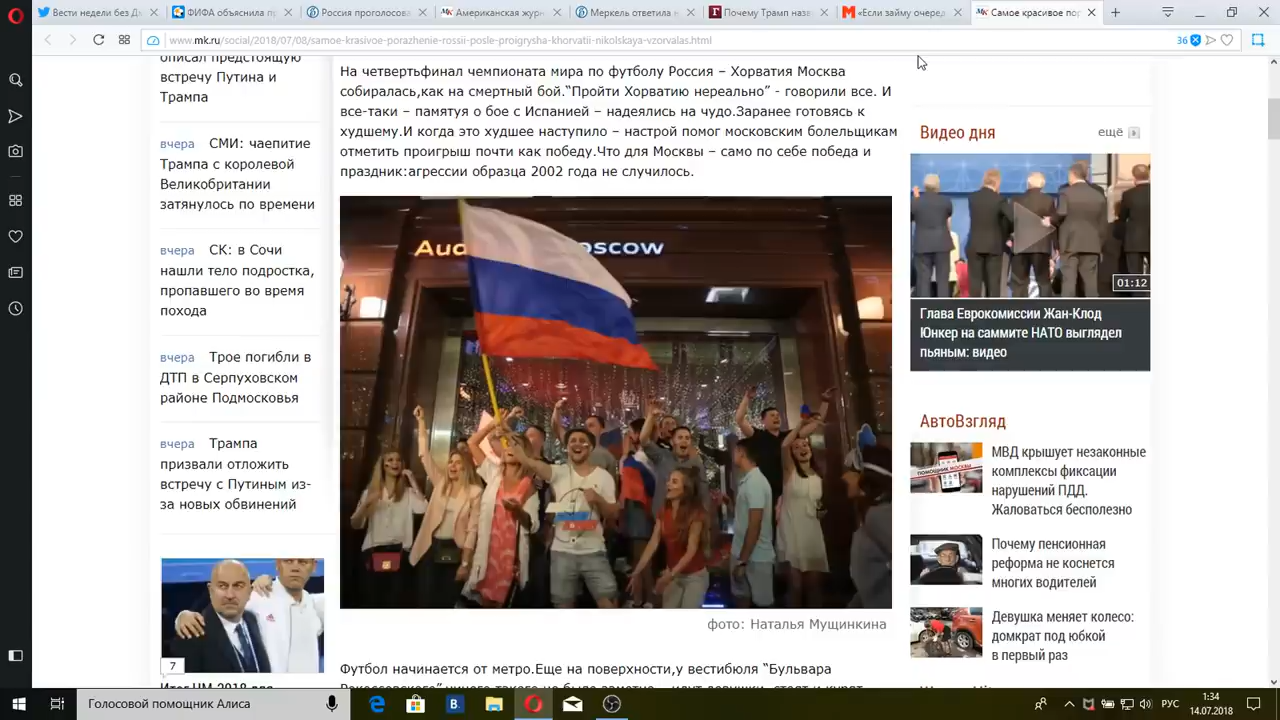 Вести недели без Д
ФИФА объяснила пр
Россия проголосова
Американская журн
Меркель ответила н
Почему Трамп назв
«Если займу очеред
Самое красивое пор
www.mk.ru/social/2018/07/08/samoe-krasivoe-porazhenie-rossii-posle-proigrysha-khorvatii-nikolskaya-vzorvalas.html
36
описал предстоящую
встречу Путина и
Трампа
вчера СМИ: чаепитие
Трампа с королевой
Великобритании
затянулось по времени
вчера СК: в Сочи
нашли тело подростка,
пропавшего во время
похода
вчера Трое погибли в
ДТП в Серпуховском
районе Подмосковья
вчера Трампа
призвали отложить
встречу с Путиным из-
за новых обвинений
7
На четвертьфинал чемпионата мира по футболу Россия – Хорватия Москва
собиралась,как на смертный бой.“Пройти Хорватию нереально” - говорили все. И
все-таки – памятуя о бое с Испанией – надеялись на чудо.Заранее готовясь к
худшему.И когда это худшее наступило – настрой помог московским болельщикам
отметить проигрыш почти как победу.Что для Москвы – само по себе победа и
праздник:агрессии образца 2002 года не случилось.
фото: Наталья Мущинкина
Футбол начинается от метро.Еще на поверхности,у вестибюля “Бульвара
Видео дня
ещё
01:12
Глава Еврокомиссии Жан-Клод
Юнкер на саммите НАТО выглядел
пьяным: видео
АвтоВзгляд
МВД крышует незаконные
комплексы фиксации
нарушений ПДД.
Жаловаться бесполезно
Почему пенсионная
реформа не коснется
многих водителей
Девушка меняет колесо:
домкрат под юбкой
в первый раз
Голосовой помощник Алиса
РУС
1:34
14.07.2018